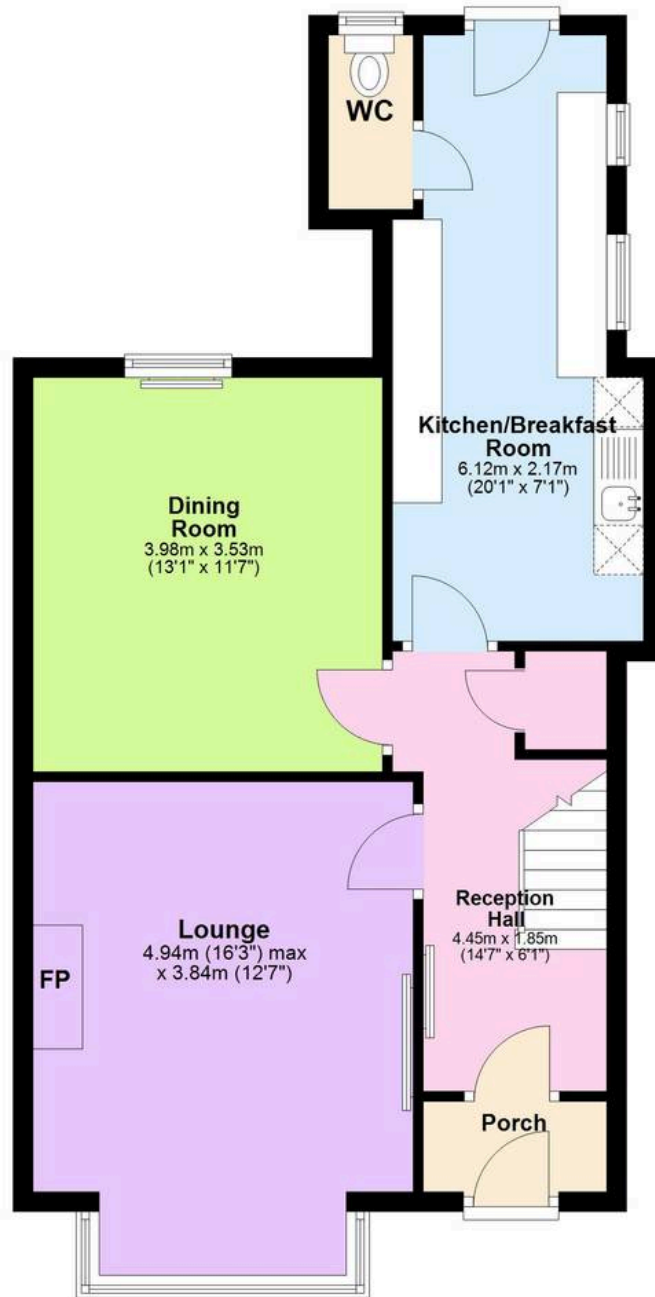 WC
Kitchen/Breakfast
Room
6.12m x 2.17m
(20'1" x 7'1")
Dining
Room
3.98m x 3.53m
(13'1" x 11'7")
Lounge
4.94m (16'3") max
x 3.84m (12'7")
FP
Reception
Hall
4.45m x 1.85m
(14'7" x 6'1")
Porch